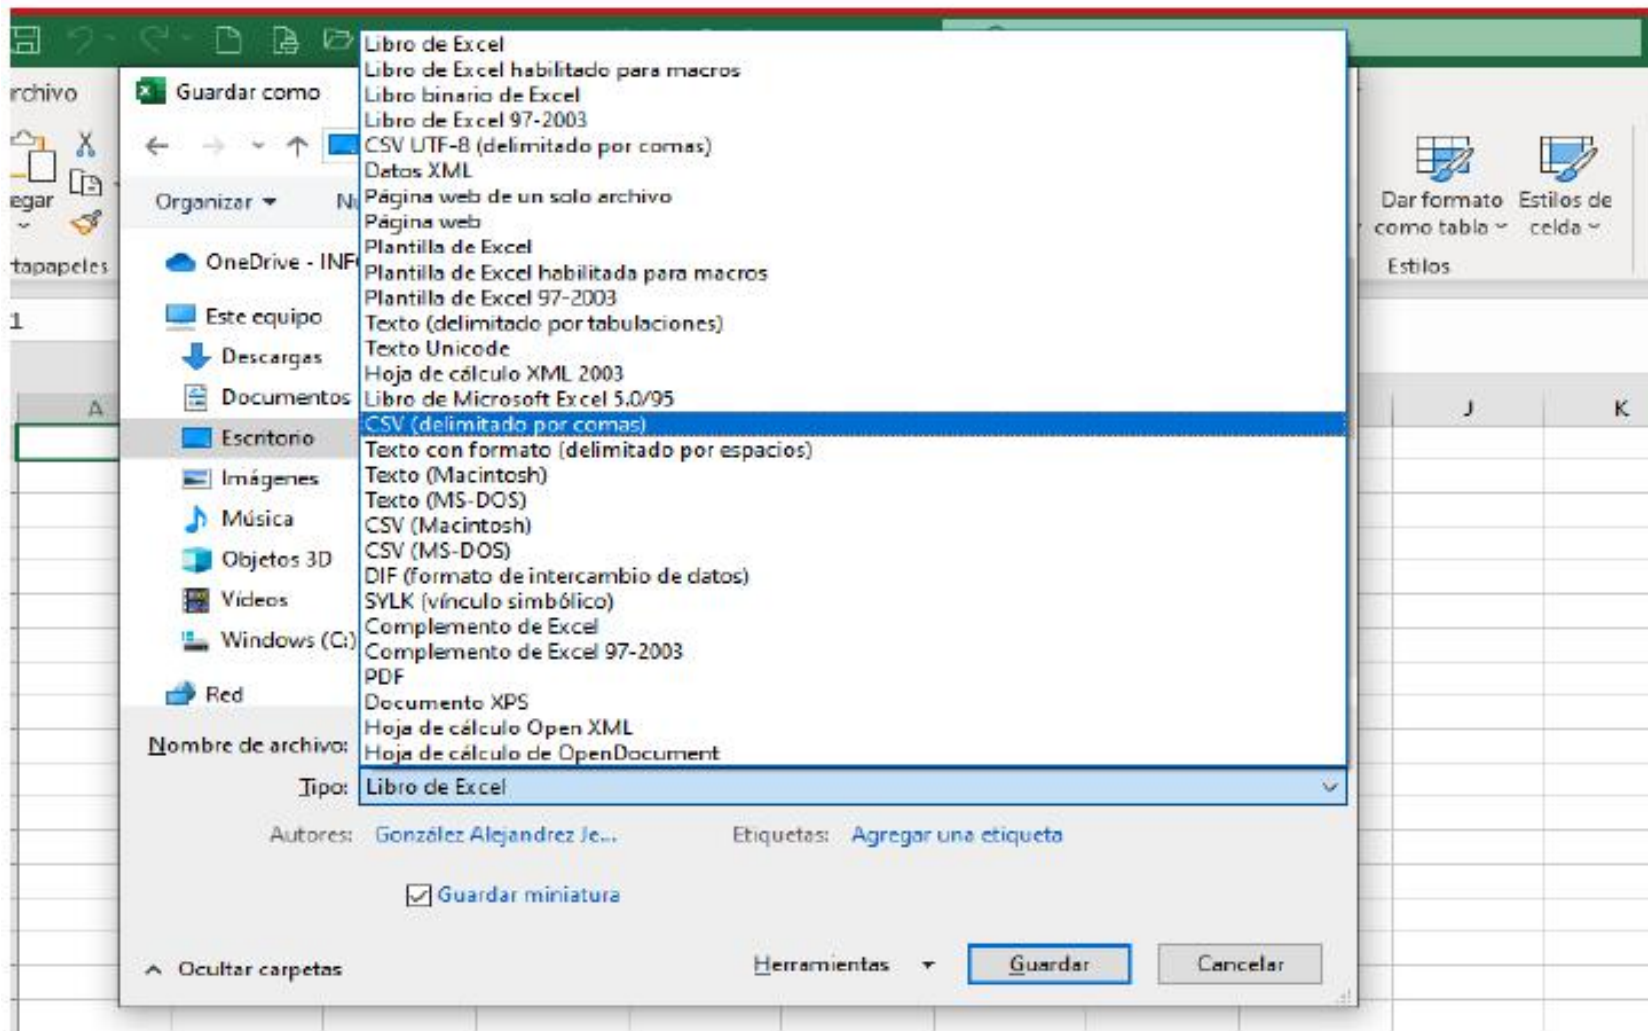 Guardar como
Organizar
OneDrive - INF
Este equipo
Descargas
Documentos
Escritorio
Imágenes
Música
Objetos 3D
Vídeos
Windows (C:)
Red
Libro de Excel
Libro de Excel habilitado para macros
Libro binario de Excel
Libro de Excel 97-2003
CSV UTF-8 (delimitado por comas)
Datos XML
Página web de un solo archivo
Página web
Plantilla de Excel
Plantilla de Excel habilitada para macros
Plantilla de Excel 97-2003
Texto (delimitado por tabulaciones)
Texto Unicode
Hoja de cálculo XML 2003
Libro de Microsoft Excel 5.0/95
CSV (delimitado por comas)
Texto con formato (delimitado por espacios)
Texto (Macintosh)
Texto (MS-DOS)
CSV (Macintosh)
CSV (MS-DOS)
DIF (formato de intercambio de datos)
SYLK (vínculo simbólico)
Complemento de Excel
Complemento de Excel 97-2003
PDF
Documento XPS
Hoja de cálculo Open XML
Hoja de cálculo de OpenDocument
Nombre de archivo:
Tipo: Libro de Excel
Autores: González Alejandrez Je... Etiquetas: Agregar una etiqueta
Guardar miniatura
Ocultar carpetas Herramientas Guardar Cancelar
rchivo
egar
tapapeles
1
A
Dar formato
como tabla
Estilos de
celda
Estilos
J K